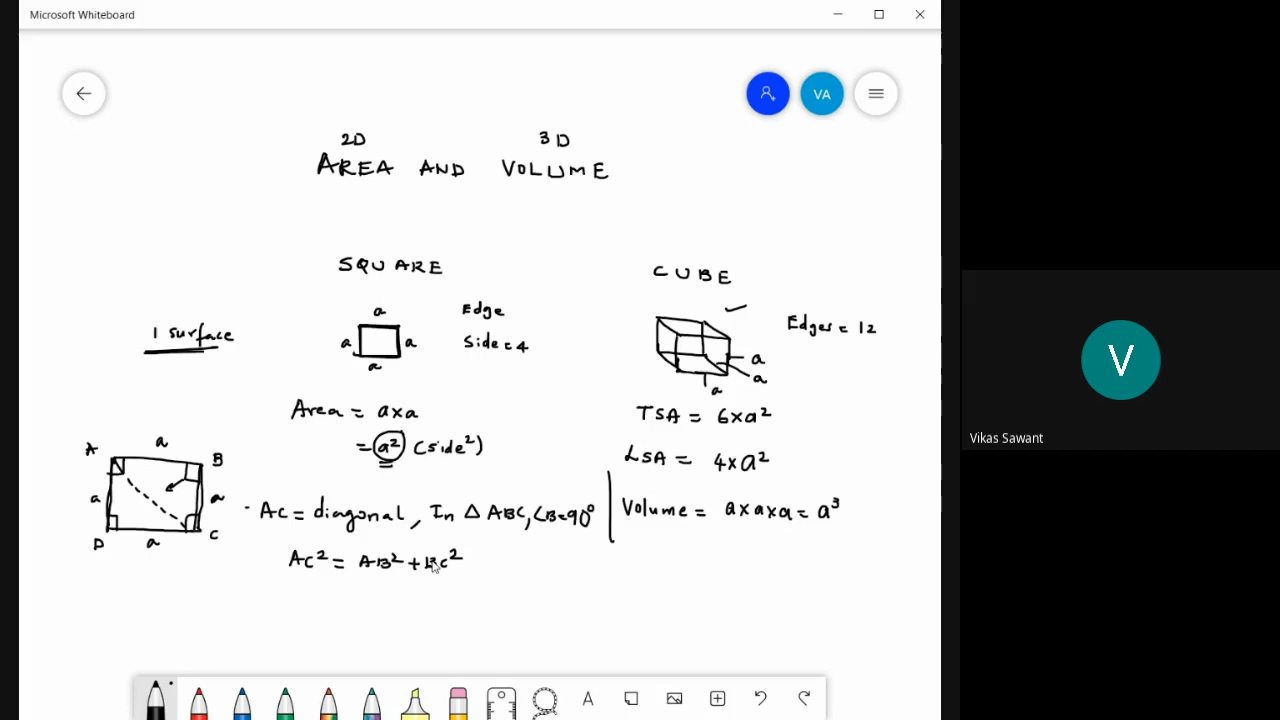 Microsoft Whiteboard
VA
2D 3D
AREA AND VOLUME
SQUARE
CUBE
1 surface
a
a a
a
Edge
Side = 4
Edges = 12
a
a
a
Area = a×a
= a² (side²)
TSA = 6×a²
LSA = 4×a²
Volume = a×a×a = a³
A a B
a a
D a C
AC = diagonal, In △ ABC, ∠B=90°
AC² = AB² + BC²
V
Vikas Sawant
A